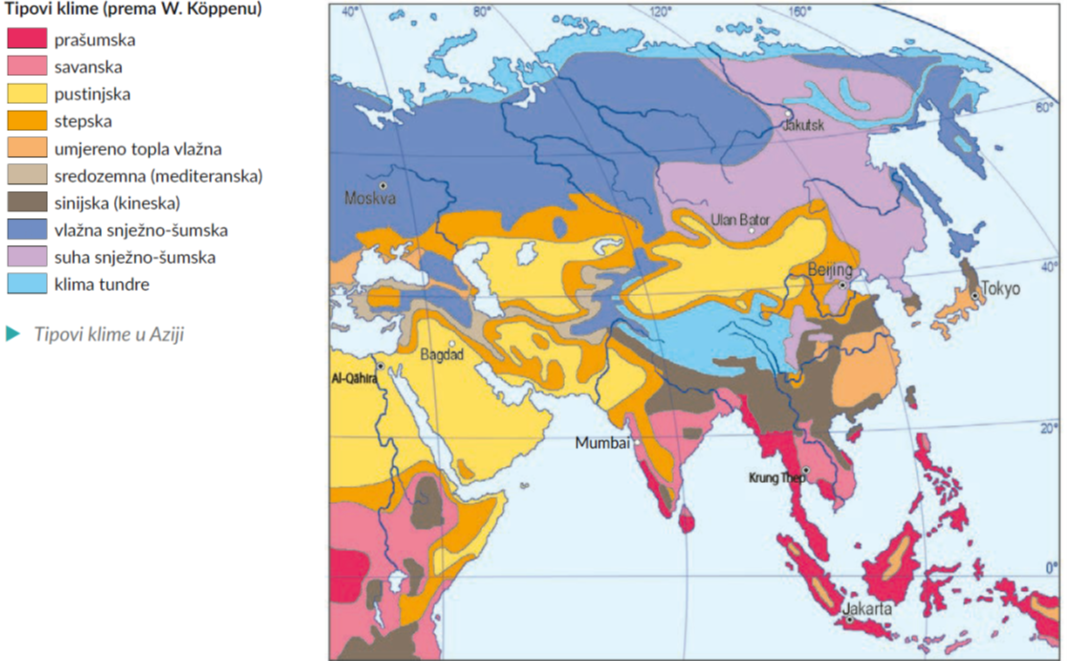 Tipovi klime (prema W. Köppenu)
prašumska
savanska
pustinjska
stepska
umjereno topla vlažna
sredozemna (mediteranska)
sinijska (kineska)
vlažna snježno-šumska
suha snježno-šumska
klima tundre
Tipovi klime u Aziji
40°
80°
120°
160°
60°
Jakutsk
Moskva
Ulan Bator
40°
Beijing
Tokyo
Bagdad
Al-Qāhira
20°
Mumbai
Krung Thep
0°
Jakarta